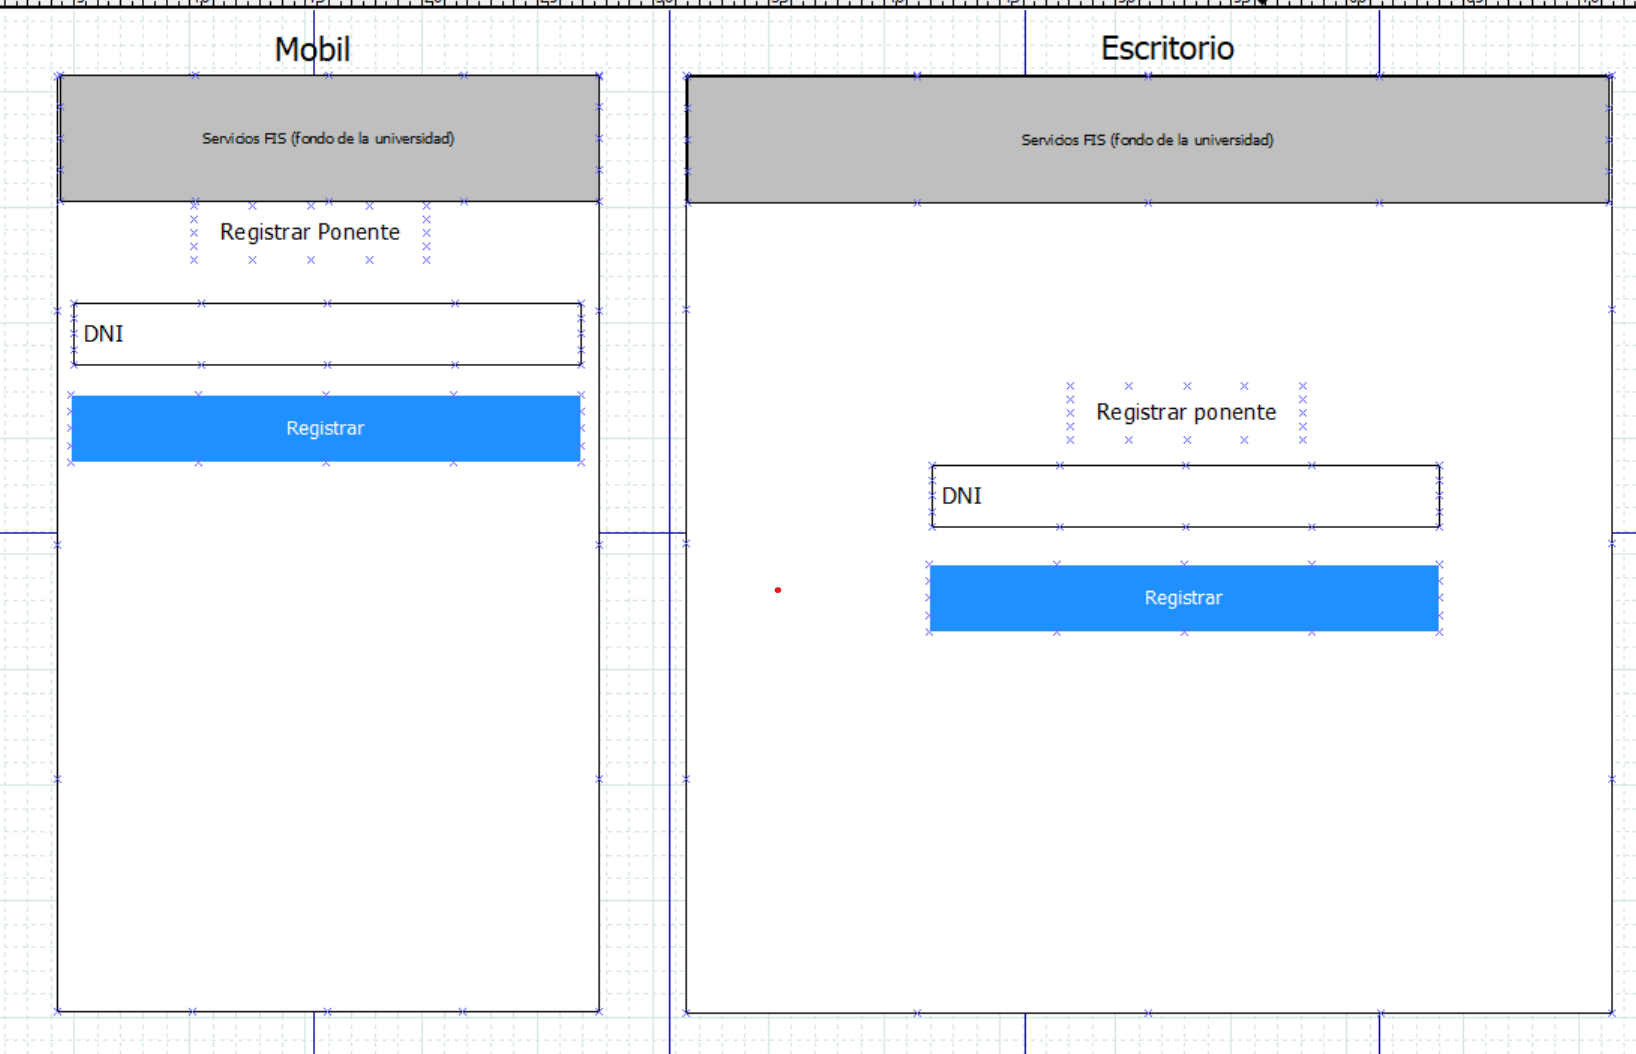 Mobil
Servicios FIS (fondo de la universidad)
Registrar Ponente
DNI
Registrar
Escritorio
Servicios FIS (fondo de la universidad)
Registrar ponente
DNI
Registrar